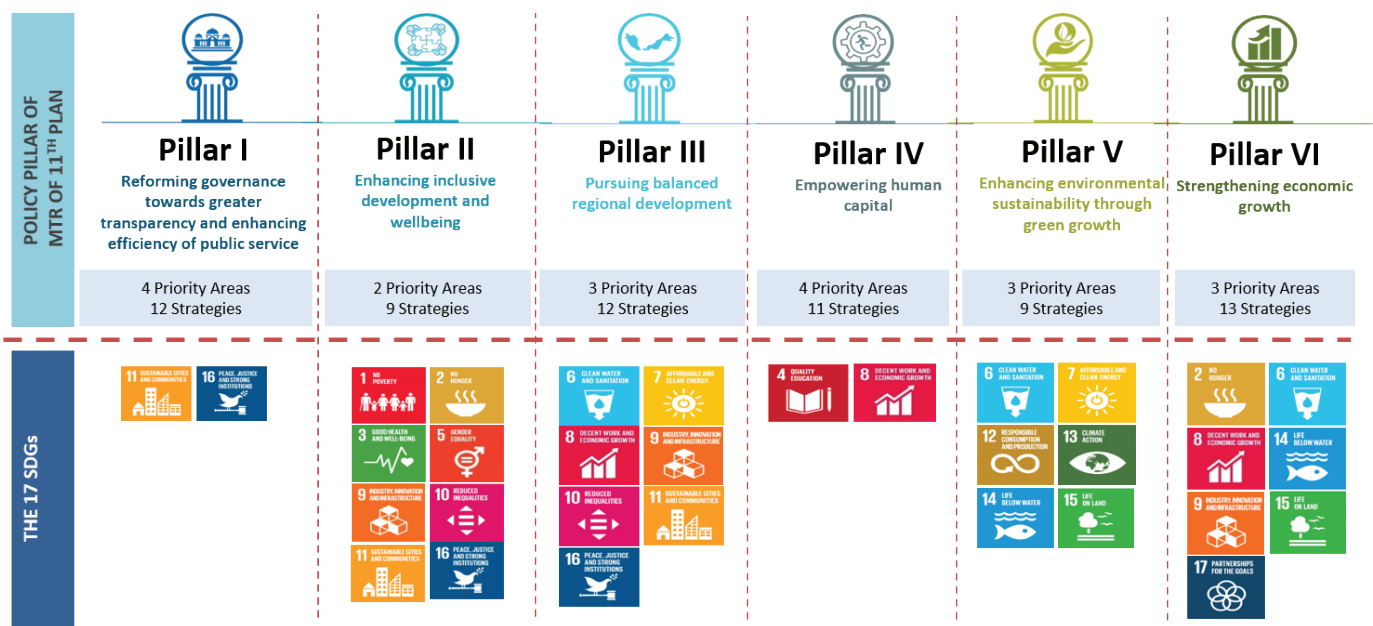 POLICY PILLAR OF
MTR OF 11TH PLAN
Pillar I
Reforming governance
towards greater
transparency and enhancing
efficiency of public service
4 Priority Areas
12 Strategies
Pillar II
Enhancing inclusive
development and
wellbeing
2 Priority Areas
9 Strategies
Pillar III
Pursuing balanced
regional development
3 Priority Areas
12 Strategies
Pillar IV
Empowering human
capital
4 Priority Areas
11 Strategies
Pillar V
Enhancing environmental
sustainability through
green growth
3 Priority Areas
9 Strategies
Pillar VI
Strengthening economic
growth
3 Priority Areas
13 Strategies
THE 17 SDGs
11 SUSTAINABLE CITIES
AND COMMUNITIES
16 PEACE, JUSTICE
AND STRONG
INSTITUTIONS
1 NO
POVERTY
2 NO
HUNGER
3 GOOD HEALTH
AND WELL-BEING
5 GENDER
EQUALITY
9 INDUSTRY, INNOVATION
AND INFRASTRUCTURE
10 REDUCED
INEQUALITIES
11 SUSTAINABLE CITIES
AND COMMUNITIES
16 PEACE, JUSTICE
AND STRONG
INSTITUTIONS
6 CLEAN WATER
AND SANITATION
7 AFFORDABLE AND
CLEAN ENERGY
8 DECENT WORK AND
ECONOMIC GROWTH
9 INDUSTRY, INNOVATION
AND INFRASTRUCTURE
10 REDUCED
INEQUALITIES
11 SUSTAINABLE CITIES
AND COMMUNITIES
16 PEACE, JUSTICE
AND STRONG
INSTITUTIONS
4 QUALITY
EDUCATION
8 DECENT WORK AND
ECONOMIC GROWTH
6 CLEAN WATER
AND SANITATION
7 AFFORDABLE AND
CLEAN ENERGY
12 RESPONSIBLE
CONSUMPTION
AND PRODUCTION
13 CLIMATE
ACTION
14 LIFE
BELOW WATER
15 LIFE
ON LAND
2 NO
HUNGER
6 CLEAN WATER
AND SANITATION
8 DECENT WORK AND
ECONOMIC GROWTH
14 LIFE
BELOW WATER
9 INDUSTRY, INNOVATION
AND INFRASTRUCTURE
15 LIFE
ON LAND
17 PARTNERSHIPS
FOR THE GOALS